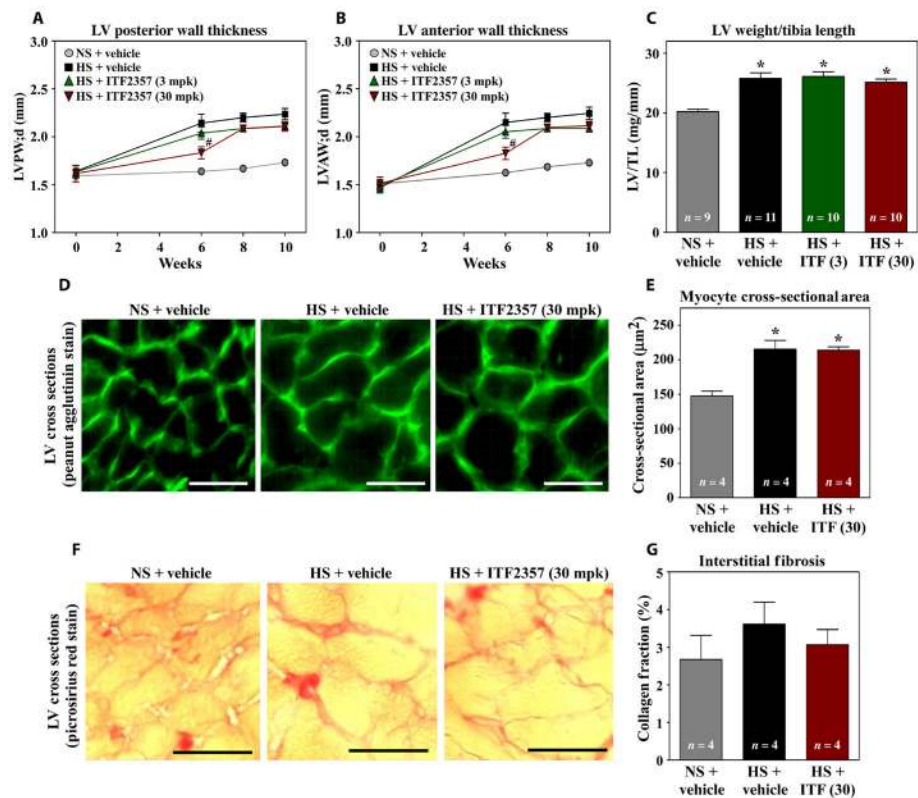 A
LV posterior wall thickness
3.0
2.5
2.0
1.5
1.0
LVPW;d (mm)
NS + vehicle
HS + vehicle
HS + ITF2357 (3 mpk)
HS + ITF2357 (30 mpk)
#
0 2 4 6 8 10
Weeks
B
LV anterior wall thickness
3.0
2.5
2.0
1.5
1.0
LVAW;d (mm)
NS + vehicle
HS + vehicle
HS + ITF2357 (3 mpk)
HS + ITF2357 (30 mpk)
#
0 2 4 6 8 10
Weeks
C
LV weight/tibia length
30
20
10
0
LV/TL (mg/mm)
* * *
n = 9 n = 11 n = 10 n = 10
NS + HS + HS + HS +
vehicle vehicle ITF (3) ITF (30)
D
NS + vehicle
HS + vehicle
HS + ITF2357 (30 mpk)
LV cross sections
(peanut agglutinin stain)
E
Myocyte cross-sectional area
250
200
150
100
50
0
Cross-sectional area (μm²)
* *
n = 4 n = 4 n = 4
NS + HS + HS +
vehicle vehicle ITF (30)
F
NS + vehicle
HS + vehicle
HS + ITF2357 (30 mpk)
LV cross sections
(picrosirius red stain)
G
Interstitial fibrosis
5
4
3
2
1
0
Collagen fraction (%)
n = 4 n = 4 n = 4
NS + HS + HS +
vehicle vehicle ITF (30)